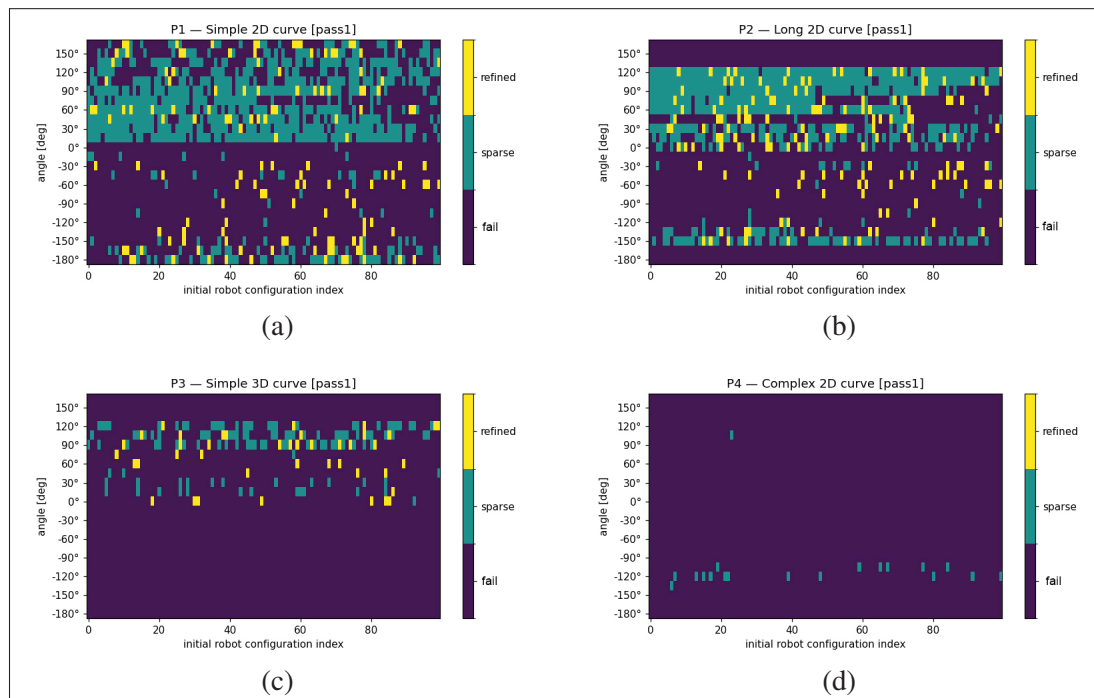 P1 — Simple 2D curve [pass1]
150°
120°
90°
60°
30°
0°
-30°
-60°
-90°
-120°
-150°
-180°
angle [deg]
0 20 40 60 80
initial robot configuration index
refined
sparse
fail
(a)
P2 — Long 2D curve [pass1]
150°
120°
90°
60°
30°
0°
-30°
-60°
-90°
-120°
-150°
-180°
angle [deg]
0 20 40 60 80
initial robot configuration index
refined
sparse
fail
(b)
P3 — Simple 3D curve [pass1]
150°
120°
90°
60°
30°
0°
-30°
-60°
-90°
-120°
-150°
-180°
angle [deg]
0 20 40 60 80
initial robot configuration index
refined
sparse
fail
(c)
P4 — Complex 2D curve [pass1]
150°
120°
90°
60°
30°
0°
-30°
-60°
-90°
-120°
-150°
-180°
angle [deg]
0 20 40 60 80
initial robot configuration index
refined
sparse
fail
(d)